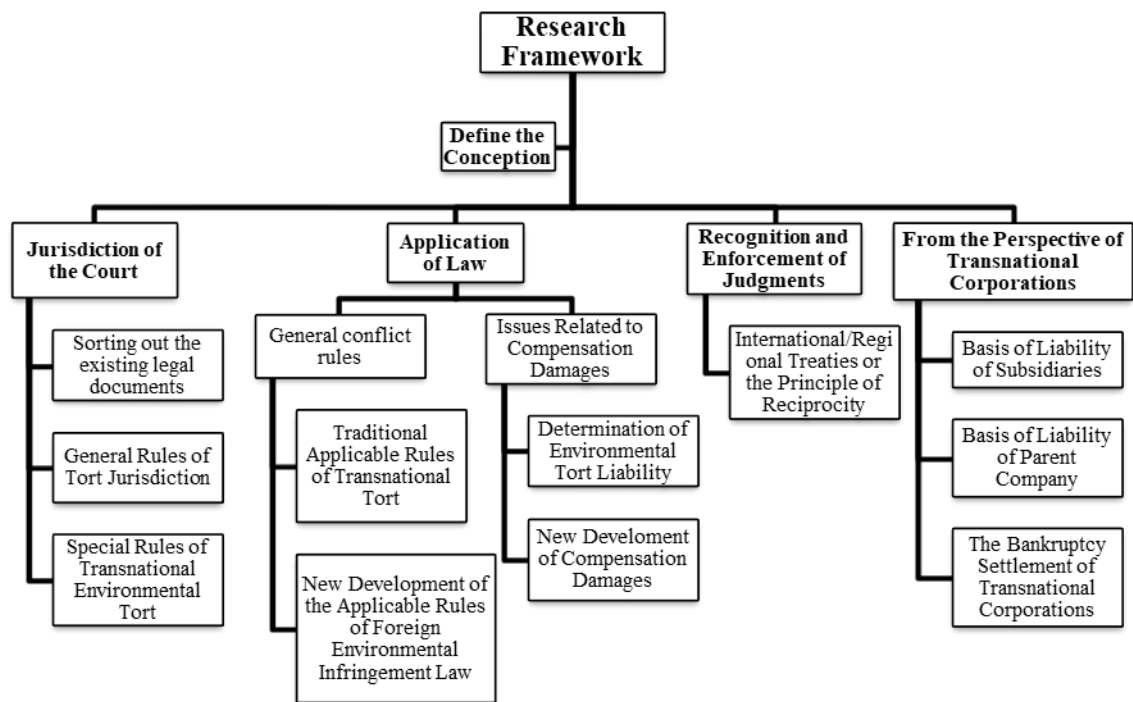 Research
Framework
Define the
Conception
Jurisdiction of
the Court
Application
of Law
Recognition and
Enforcement of
Judgments
From the Perspective of
Transnational
Corporations
Sorting out the
existing legal
documents
General Rules of
Tort Jurisdiction
Special Rules of
Transnational
Environmental
Tort
General conflict
rules
Traditional
Applicable Rules
of Transnational
Tort
New Development of
the Applicable Rules
of Foreign
Environmental
Infringement Law
Issues Related to
Compensation
Damages
Determination of
Environmental
Tort Liability
New Develoment
of Compensation
Damages
International/Regi
onal Treaties or
the Principle of
Reciprocity
Basis of Liability
of Subsidiaries
Basis of Liability
of Parent
Company
The Bankruptcy
Settlement of
Transnational
Corporations